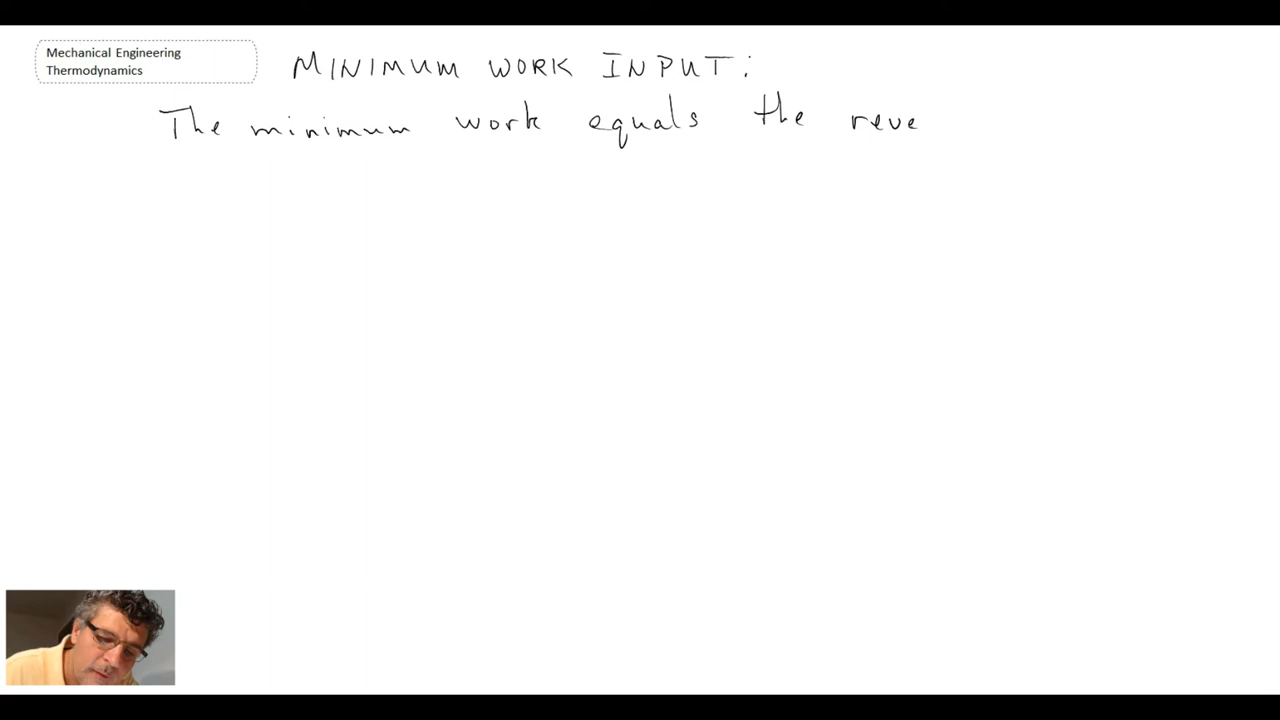 Mechanical Engineering
Thermodynamics
MINIMUM WORK INPUT:
The minimum work equals the reve